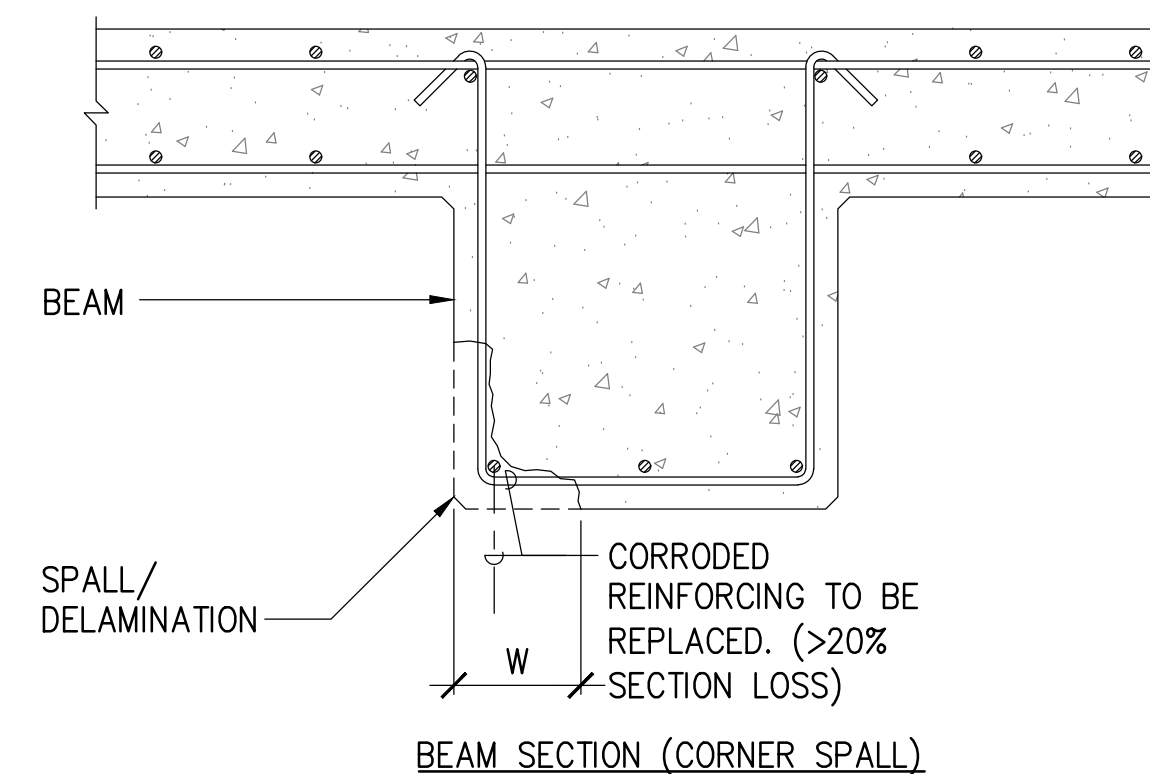 BEAM
SPALL/
DELAMINATION
CORRODED
REINFORCING TO BE
REPLACED. (>20%
SECTION LOSS)
W
BEAM SECTION (CORNER SPALL)